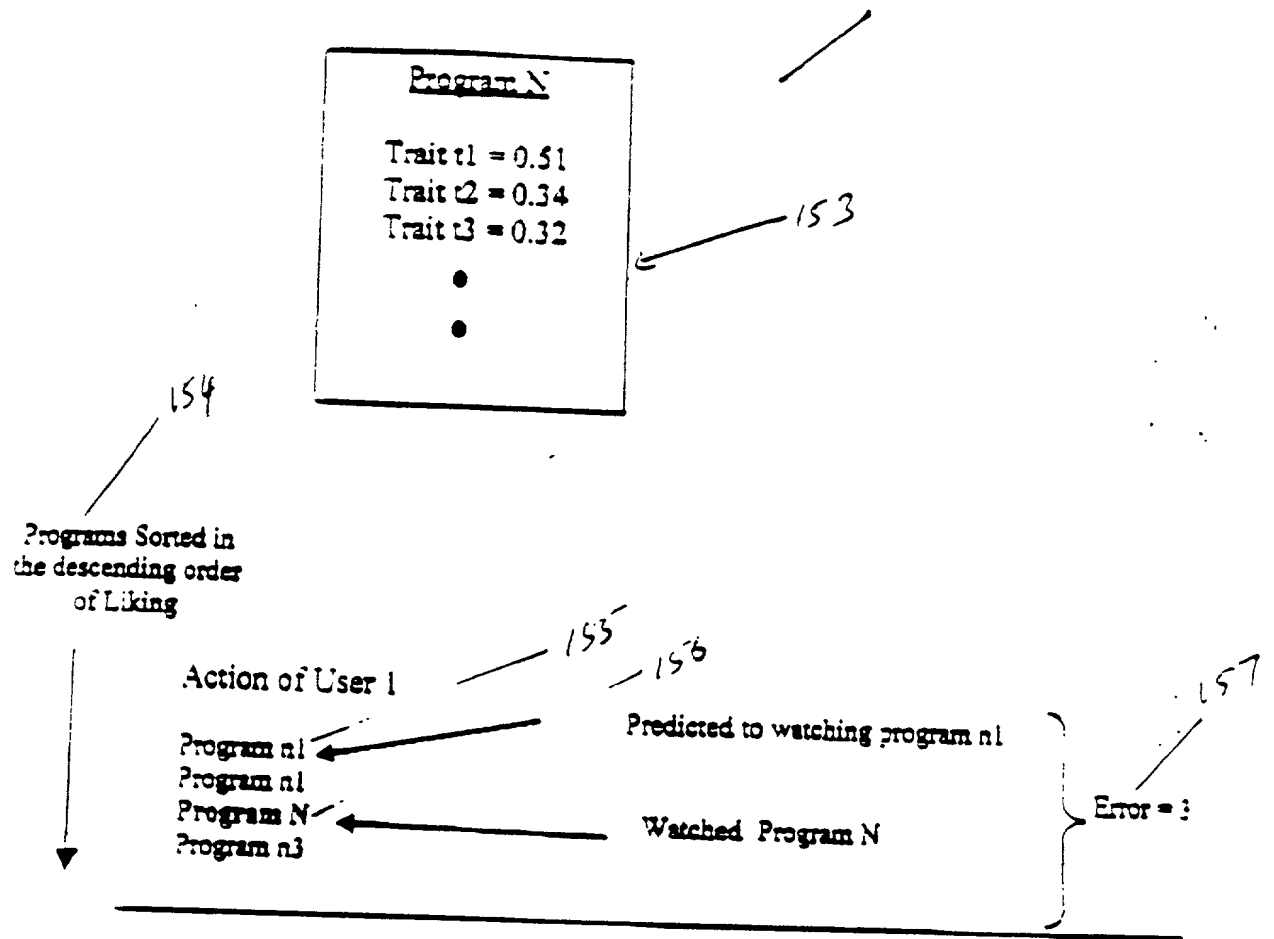 Program N
Trait t1 = 0.51
Trait t2 = 0.34
Trait t3 = 0.32
153
154
Programs Sorted in
the descending order
of Liking
155
156
157
Action of User 1
Program n1
Predicted to watching program n1
Program n1
Program N
Watched Program N
Error = 3
Program n3